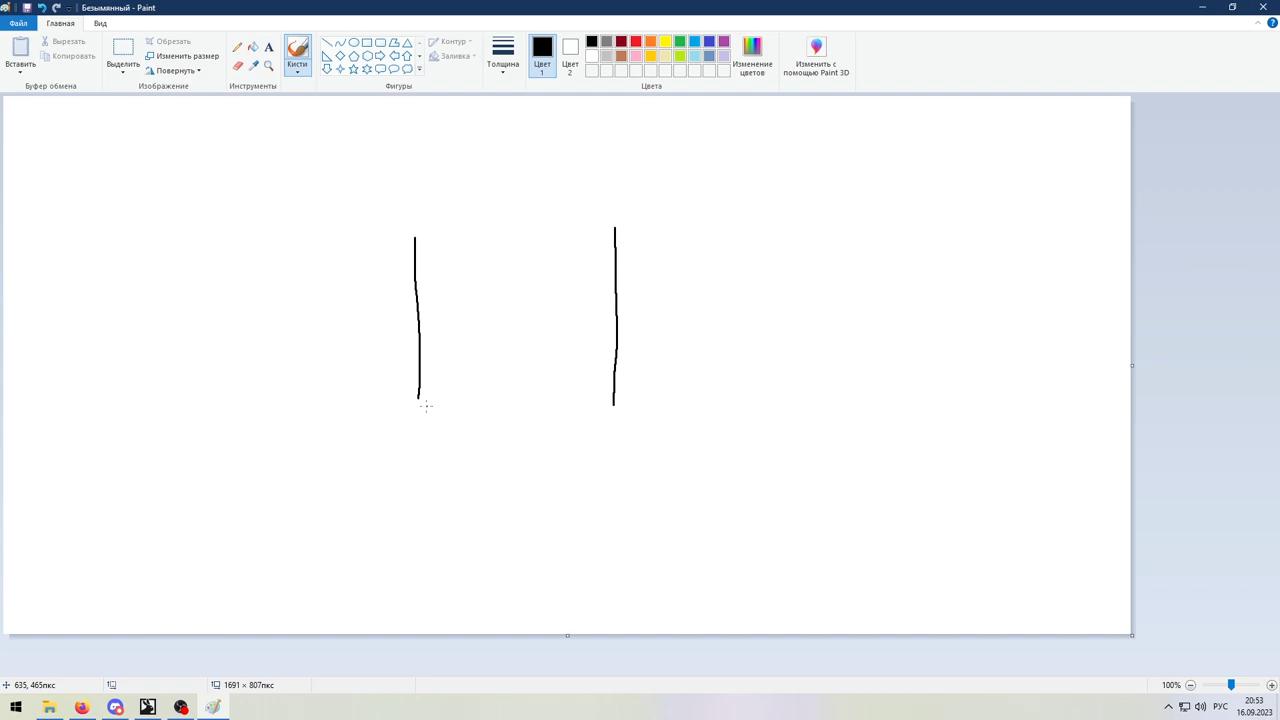 Безымянный - Paint
Файл Главная Вид
Вставить
Вырезать
Копировать
Буфер обмена
Выделить
Обрезать
Изменить размер
Повернуть
Изображение
A
Инструменты
Кисти
Контур
Заливка
Фигуры
Толщина
Цвет
1
Цвет
2
Цвета
Изменение
цветов
Изменить с
помощью Paint 3D
635, 465пкс
1691 × 807пкс
100%
РУС
20:53
16.09.2023